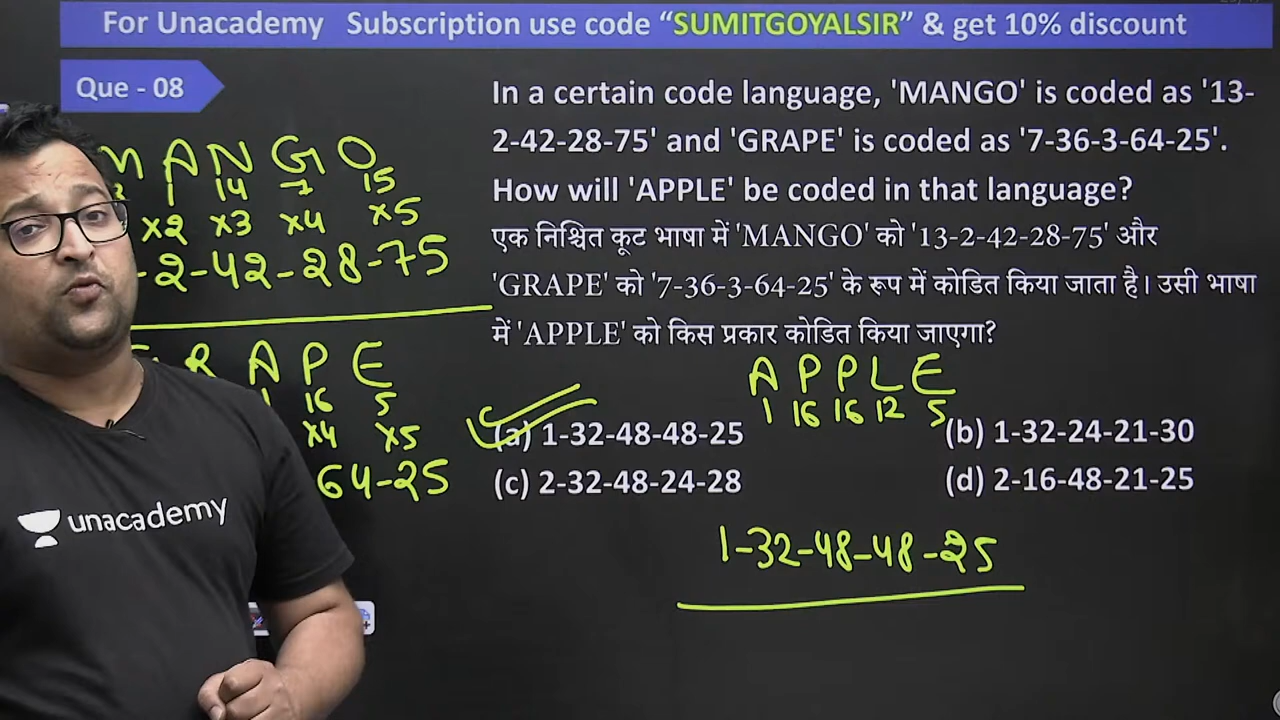 For Unacademy Subscription use code “SUMITGOYALSIR” & get 10% discount
Que - 08
In a certain code language, 'MANGO' is coded as '13-
2-42-28-75' and 'GRAPE' is coded as '7-36-3-64-25'.
How will 'APPLE' be coded in that language?
एक निश्चित कूट भाषा में 'MANGO' को '13-2-42-28-75' और
'GRAPE' को '7-36-3-64-25' के रूप में कोडित किया जाता है। उसी भाषा
में 'APPLE' को किस प्रकार कोडित किया जाएगा?
(a) 1-32-48-48-25
(b) 1-32-24-21-30
(c) 2-32-48-24-28
(d) 2-16-48-21-25
M A N G O
1 14 7 15
x2 x3 x4 x5
-2-42-28-75
R A P E
1 16 5
x4 x5
64-25
A P P L E
1 16 16 12 5
1-32-48-48-25
unacademy